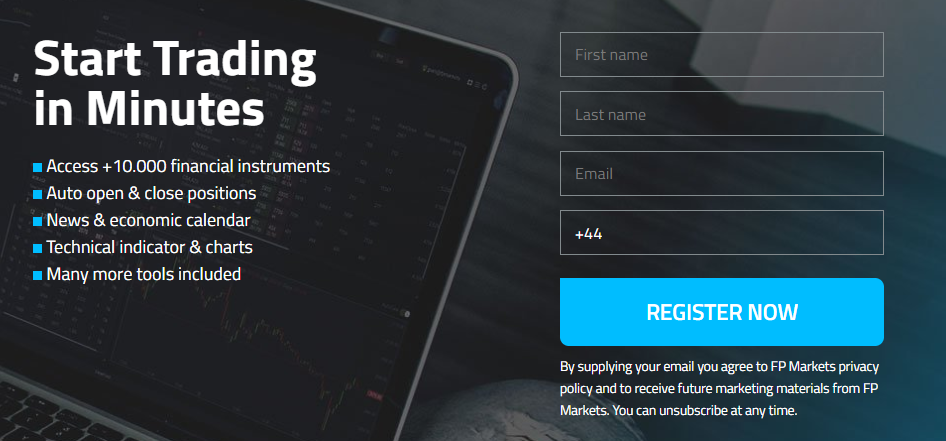 Start Trading
in Minutes
Access +10.000 financial instruments
Auto open & close positions
News & economic calendar
Technical indicator & charts
Many more tools included
First name
Last name
Email
+44
REGISTER NOW
By supplying your email you agree to FP Markets privacy
policy and to receive future marketing materials from FP
Markets. You can unsubscribe at any time.